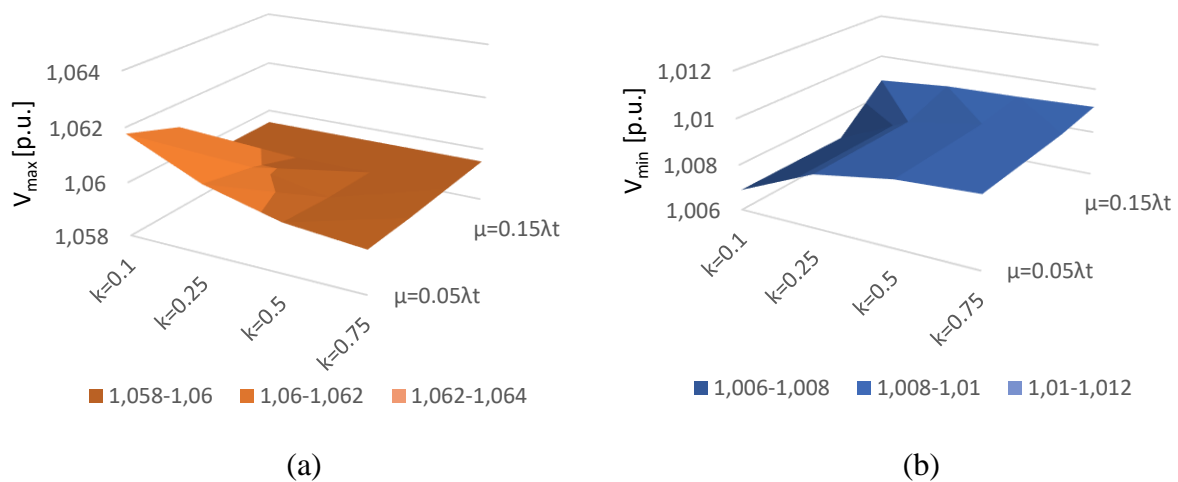 1,064
1,062
1,06
1,058
V_max [p.u.]
k=0.1
k=0.25
k=0.5
k=0.75
μ=0.15λt
μ=0.05λt
1,058-1,06 1,06-1,062 1,062-1,064
(a)
1,012
1,01
1,008
1,006
V_min [p.u.]
k=0.1
k=0.25
k=0.5
k=0.75
μ=0.15λt
μ=0.05λt
1,006-1,008 1,008-1,01 1,01-1,012
(b)